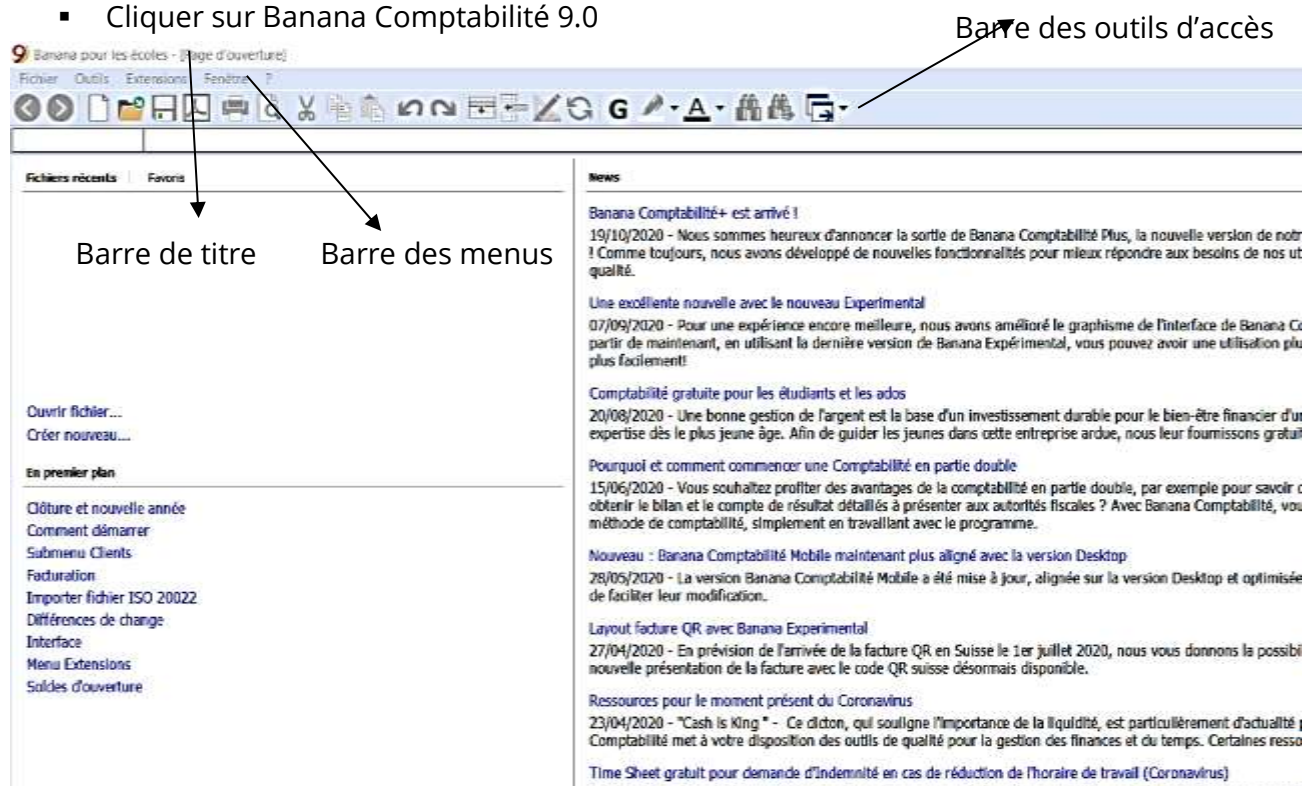 ▪ Cliquer sur Banana Comptabilité 9.0
Barre des outils d'accès
9 Banana pour les écoles - [Page d'ouverture]
Fichier Outils Extensions Fenêtre ?
G A
Fichiers récents Favoris
Barre de titre Barre des menus
Ouvrir fichier...
Créer nouveau...
En premier plan
Clôture et nouvelle année
Comment démarrer
Submenu Clients
Facturation
Importer fichier ISO 20022
Différences de change
Interface
Menu Extensions
Soldes d'ouverture
News
Banana Comptabilité+ est arrivé !
19/10/2020 - Nous sommes heureux d'annoncer la sortie de Banana Comptabilité Plus, la nouvelle version de notr
! Comme toujours, nous avons développé de nouvelles fonctionnalités pour mieux répondre aux besoins de nos ut
qualité.
Une excellente nouvelle avec le nouveau Experimental
07/09/2020 - Pour une expérience encore meilleure, nous avons amélioré le graphisme de l'interface de Banana Co
partir de maintenant, en utilisant la dernière version de Banana Expérimental, vous pouvez avoir une utilisation plu
plus facilement!
Comptabilité gratuite pour les étudiants et les ados
20/08/2020 - Une bonne gestion de l'argent est la base d'un investissement durable pour le bien-être financier d'un
expertise dès le plus jeune âge. Afin de guider les jeunes dans cette entreprise ardue, nous leur fournissons gratuit
Pourquoi et comment commencer une Comptabilité en partie double
15/06/2020 - Vous souhaitez profiter des avantages de la comptabilité en partie double, par exemple pour savoir
obtenir le bilan et le compte de résultat détaillés à présenter aux autorités fiscales ? Avec Banana Comptabilité, vou
méthode de comptabilité, simplement en travaillant avec le programme.
Nouveau : Banana Comptabilité Mobile maintenant plus aligné avec la version Desktop
28/05/2020 - La version Banana Comptabilité Mobile a été mise à jour, alignée sur la version Desktop et optimisée
de faciliter leur modification.
Layout facture QR avec Banana Experimental
27/04/2020 - En prévision de l'arrivée de la facture QR en Suisse le 1er juillet 2020, nous vous donnons la possibil
nouvelle présentation de la facture avec le code QR suisse désormais disponible.
Ressources pour le moment présent du Coronavirus
23/04/2020 - "Cash is King " - Ce dicton, qui souligne l'importance de la liquidité, est particulièrement d'actualité p
Comptabilité met à votre disposition des outils de qualité pour la gestion des finances et du temps. Certaines resso
Time Sheet gratuit pour demande d'Indemnité en cas de réduction de l'horaire de travail (Coronavirus)